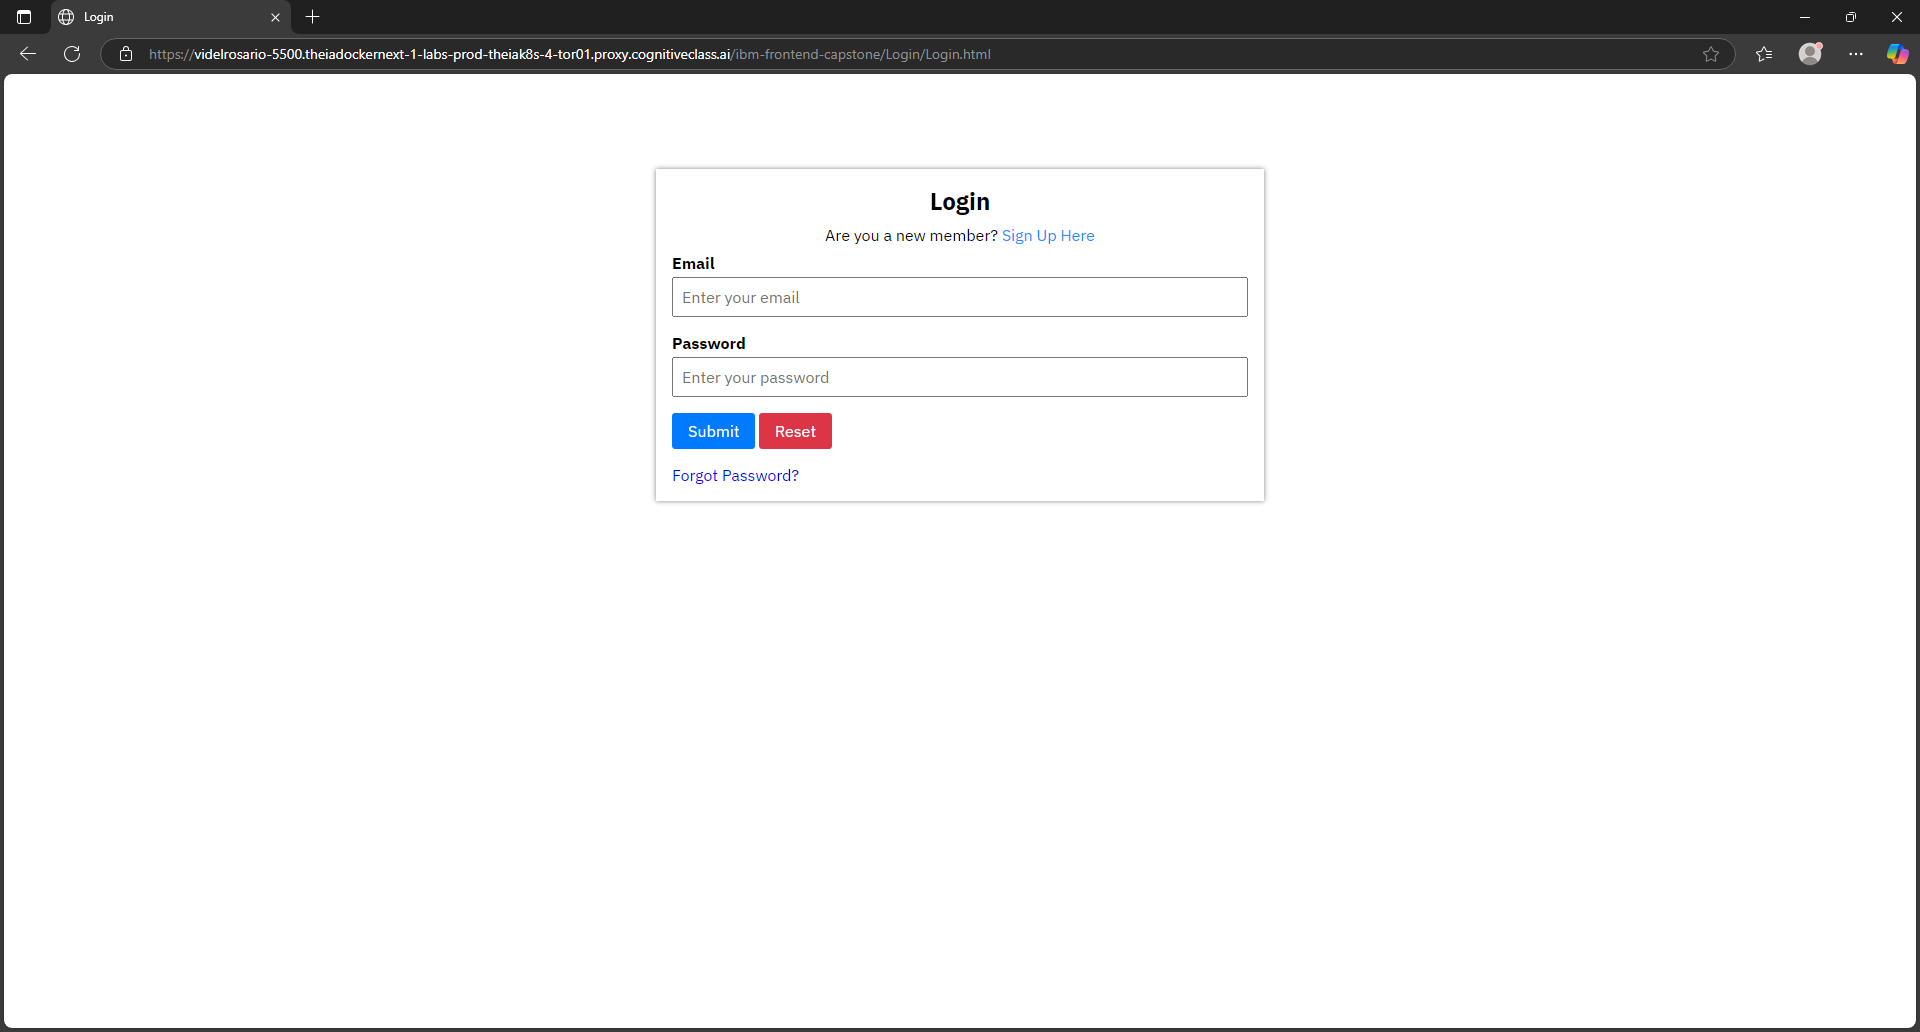 Login
https://videlrosario-5500.theiadockernext-1-labs-prod-theiak8s-4-tor01.proxy.cognitiveclass.ai/ibm-frontend-capstone/Login/Login.html
Login
Are you a new member? Sign Up Here
Email
Enter your email
Password
Enter your password
Submit Reset
Forgot Password?